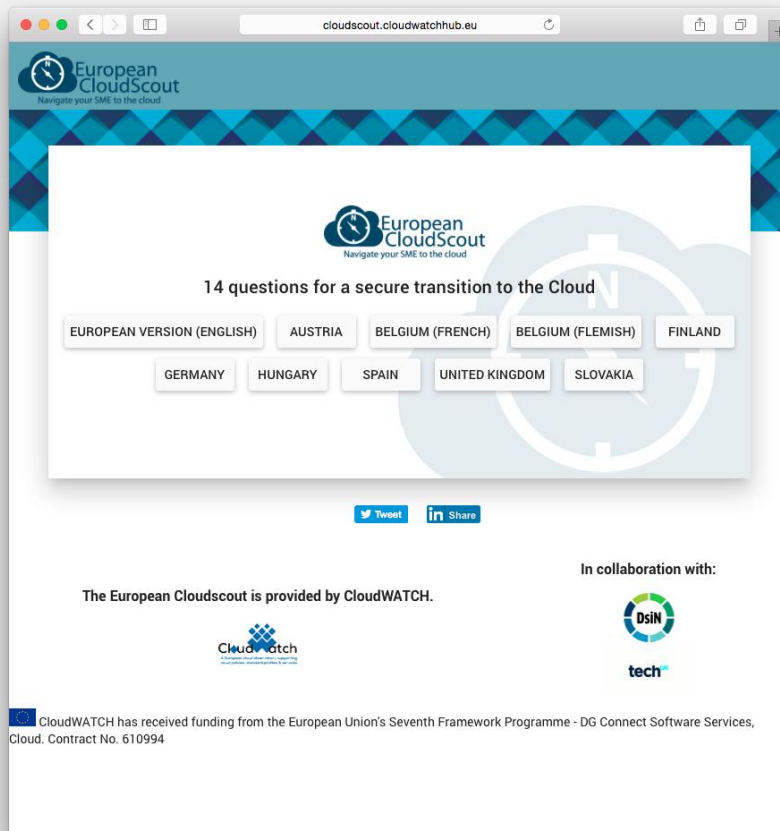 cloudscout.cloudwatchhub.eu
N
European
CloudScout
Navigate your SME to the cloud
N
European
CloudScout
Navigate your SME to the cloud
N
14 questions for a secure transition to the Cloud
EUROPEAN VERSION (ENGLISH) AUSTRIA BELGIUM (FRENCH) BELGIUM (FLEMISH) FINLAND
GERMANY HUNGARY SPAIN UNITED KINGDOM SLOVAKIA
Tweet in Share
In collaboration with:
The European Cloudscout is provided by CloudWATCH.
DsiN
CloudWatch
techUK
CloudWATCH has received funding from the European Union's Seventh Framework Programme - DG Connect Software Services,
Cloud. Contract No. 610994